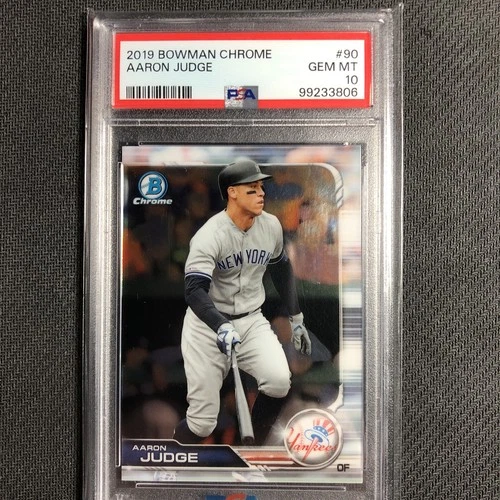 2019 BOWMAN CHROME #90
AARON JUDGE GEM MT
10
PSA 99233806
B
Chrome
NEW YORK
Yankees
AARON
JUDGE
OF